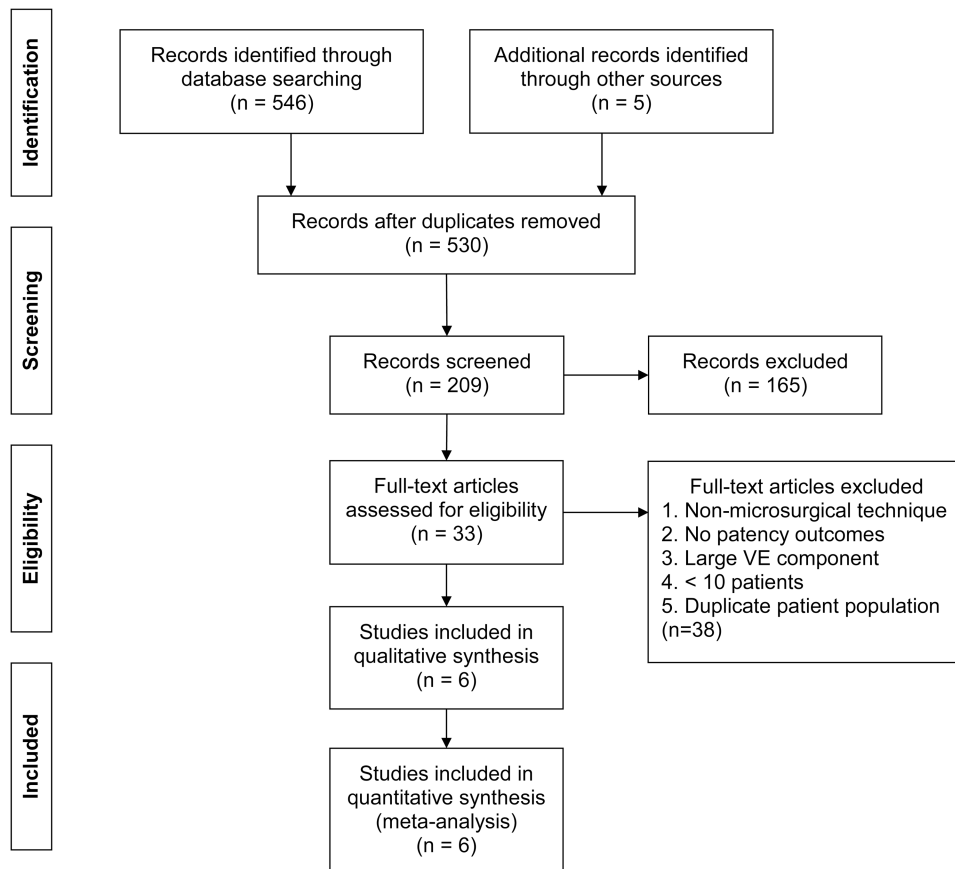 Identification
Records identified through
database searching
(n = 546)
Additional records identified
through other sources
(n = 5)
Records after duplicates removed
(n = 530)
Screening
Records screened
(n = 209)
Records excluded
(n = 165)
Eligibility
Full-text articles
assessed for eligibility
(n = 33)
Full-text articles excluded
1. Non-microsurgical technique
2. No patency outcomes
3. Large VE component
4. < 10 patients
5. Duplicate patient population
(n=38)
Studies included in
qualitative synthesis
(n = 6)
Included
Studies included in
quantitative synthesis
(meta-analysis)
(n = 6)